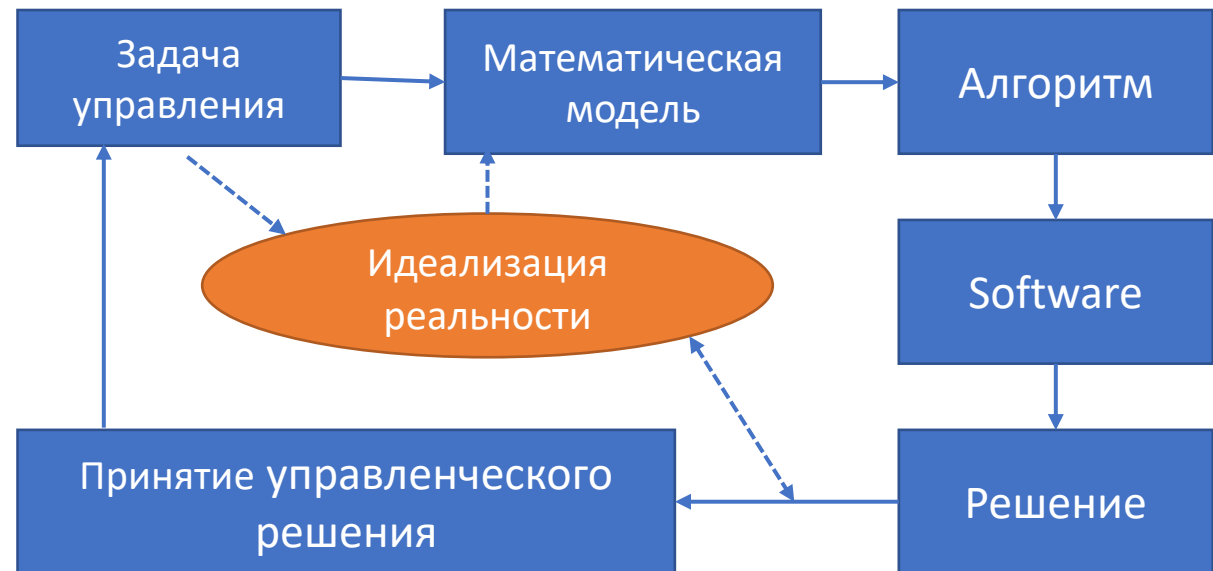 Задача
управления
Математическая
модель
Алгоритм
Идеализация
реальности
Software
Принятие управленческого
решения
Решение